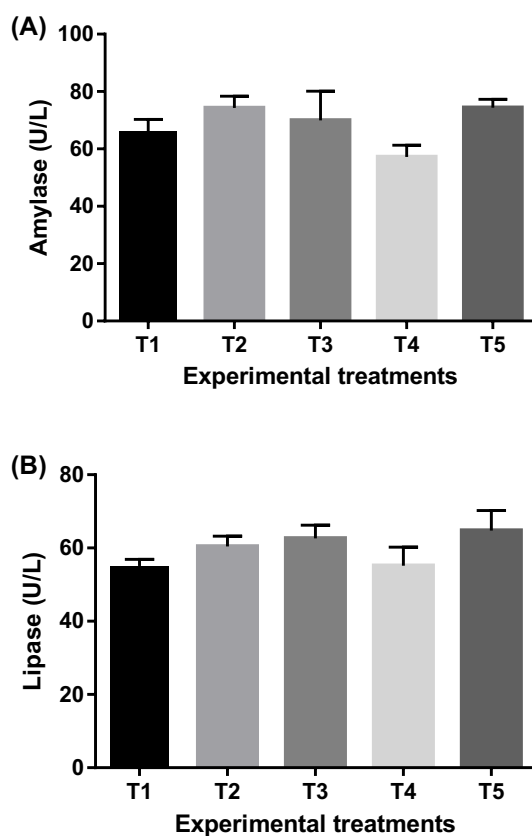 (A)
Amylase (U/L)
100
80
60
40
20
0
T1 T2 T3 T4 T5
Experimental treatments
(B)
Lipase (U/L)
80
60
40
20
0
T1 T2 T3 T4 T5
Experimental treatments